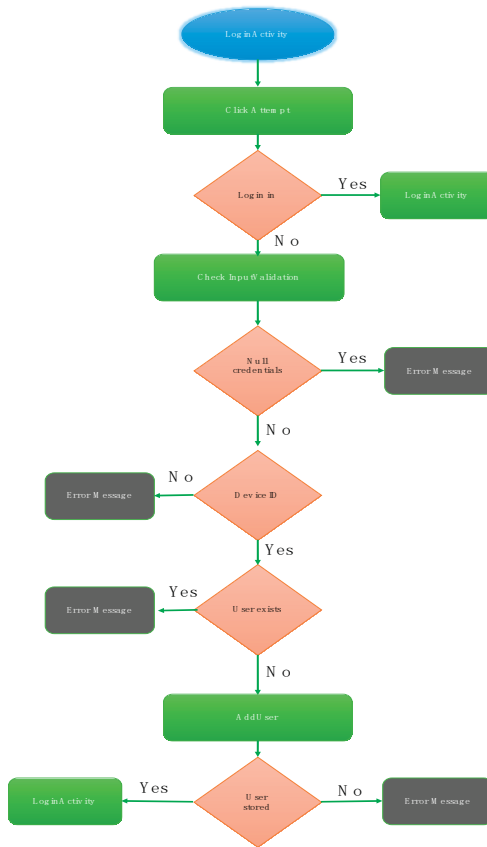 Login Activity
Click Attempt
Login in
Yes
Login Activity
No
Check Input Validation
Null
credentials
Yes
Error Message
No
Device ID
No
Error Message
Yes
User exists
Yes
Error Message
No
Add User
User
stored
Yes
Login Activity
No
Error Message